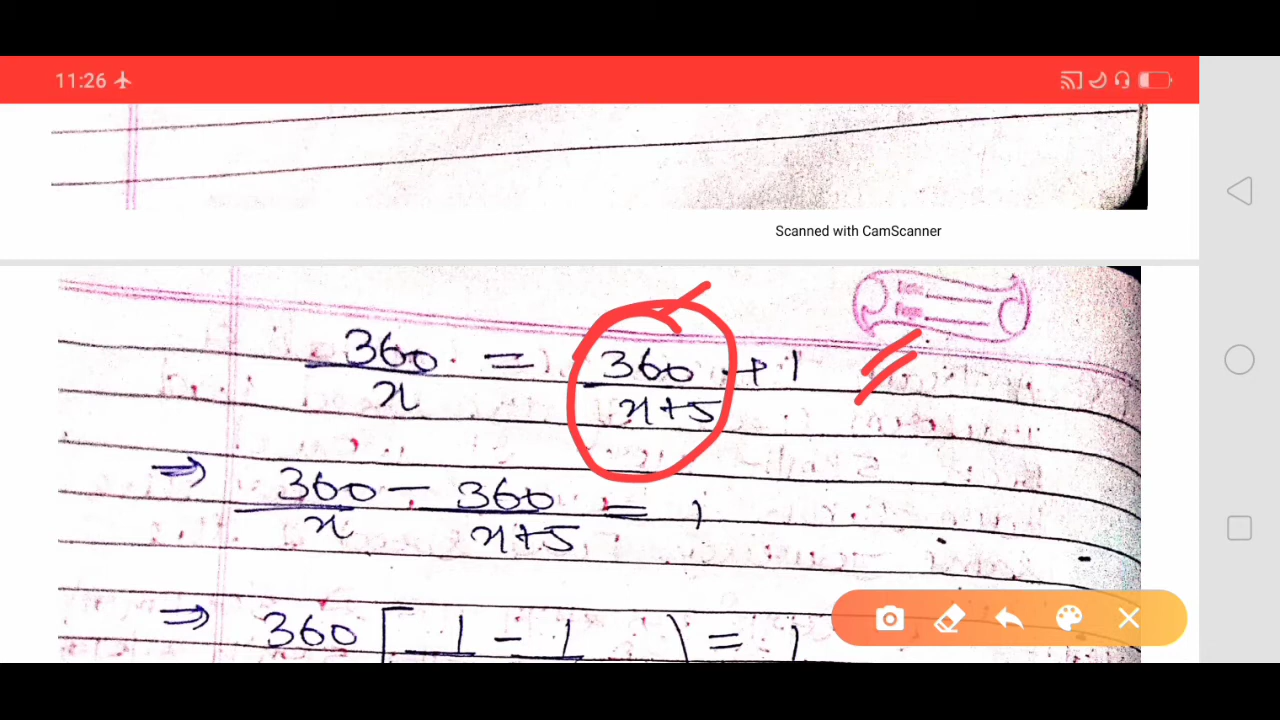 11:26
Scanned with CamScanner
360/x = 360/x+5 + 1
⇒ 360/x − 360/x+5 = 1
⇒ 360 [ 1 − 1 ) = 1